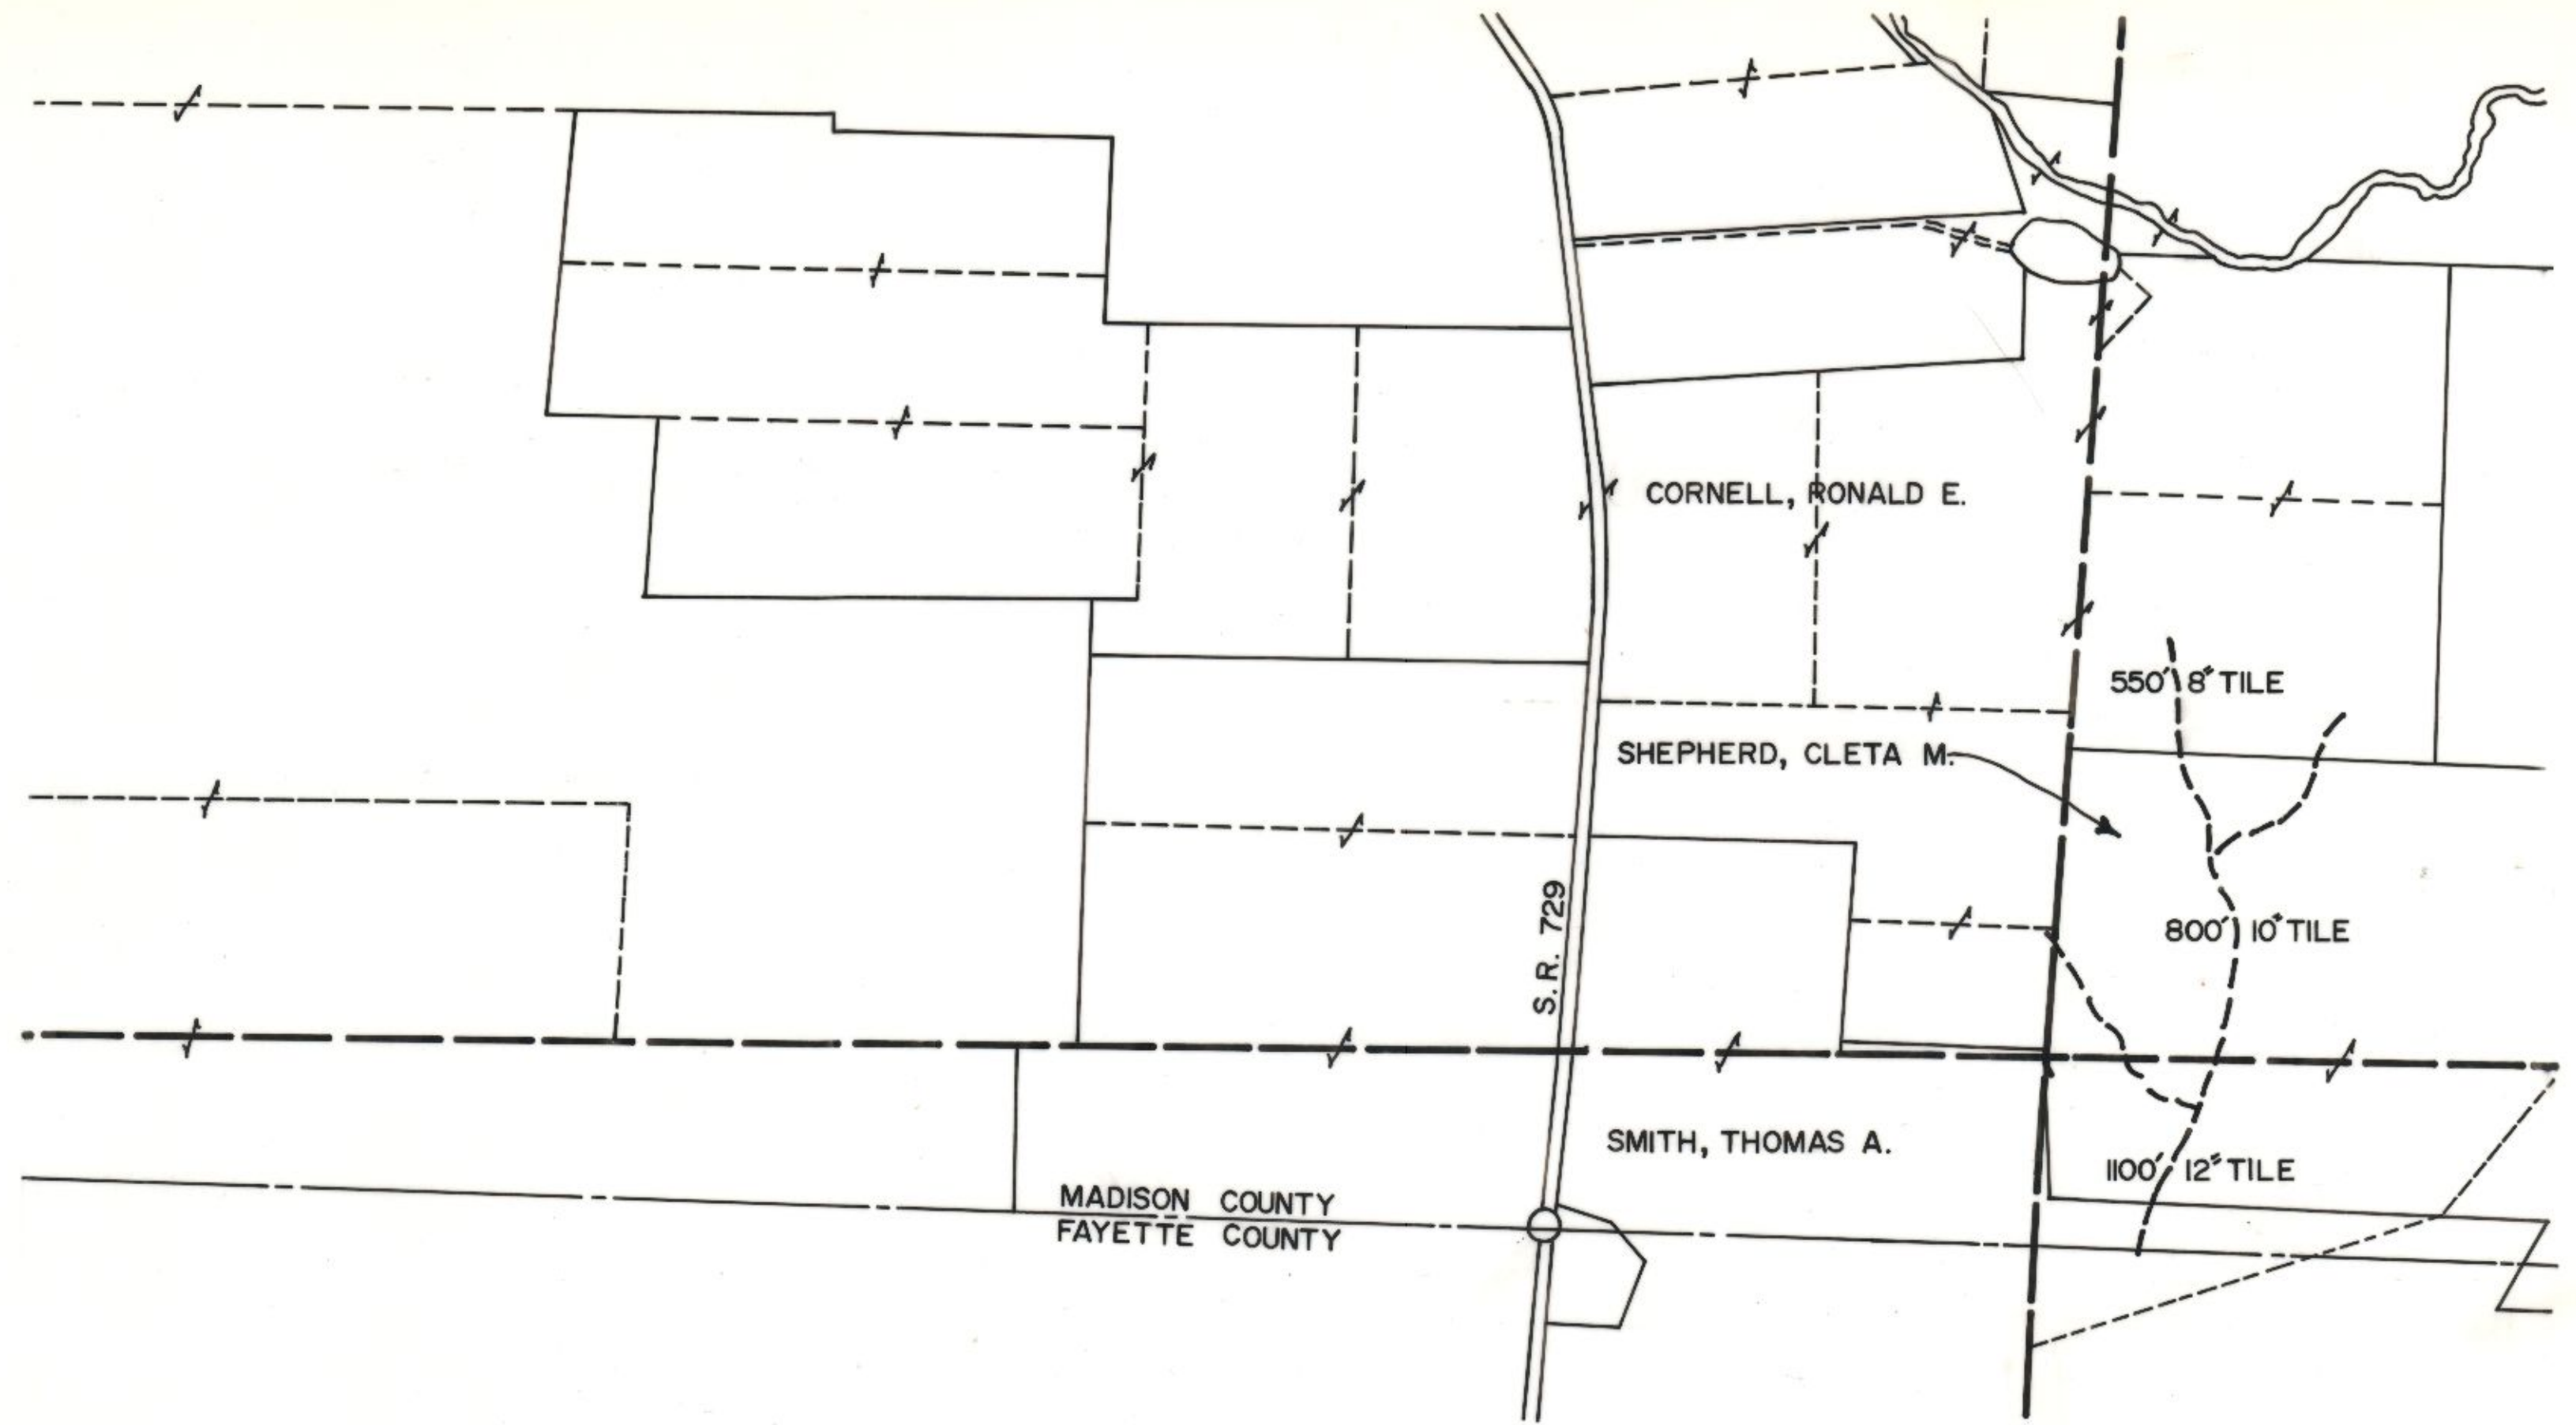 CORNELL, RONALD E.
550' 8" TILE
SHEPHERD, CLETA M.
800' 10" TILE
S. R. 729
SMITH, THOMAS A.
1100' 12" TILE
MADISON COUNTY
FAYETTE COUNTY